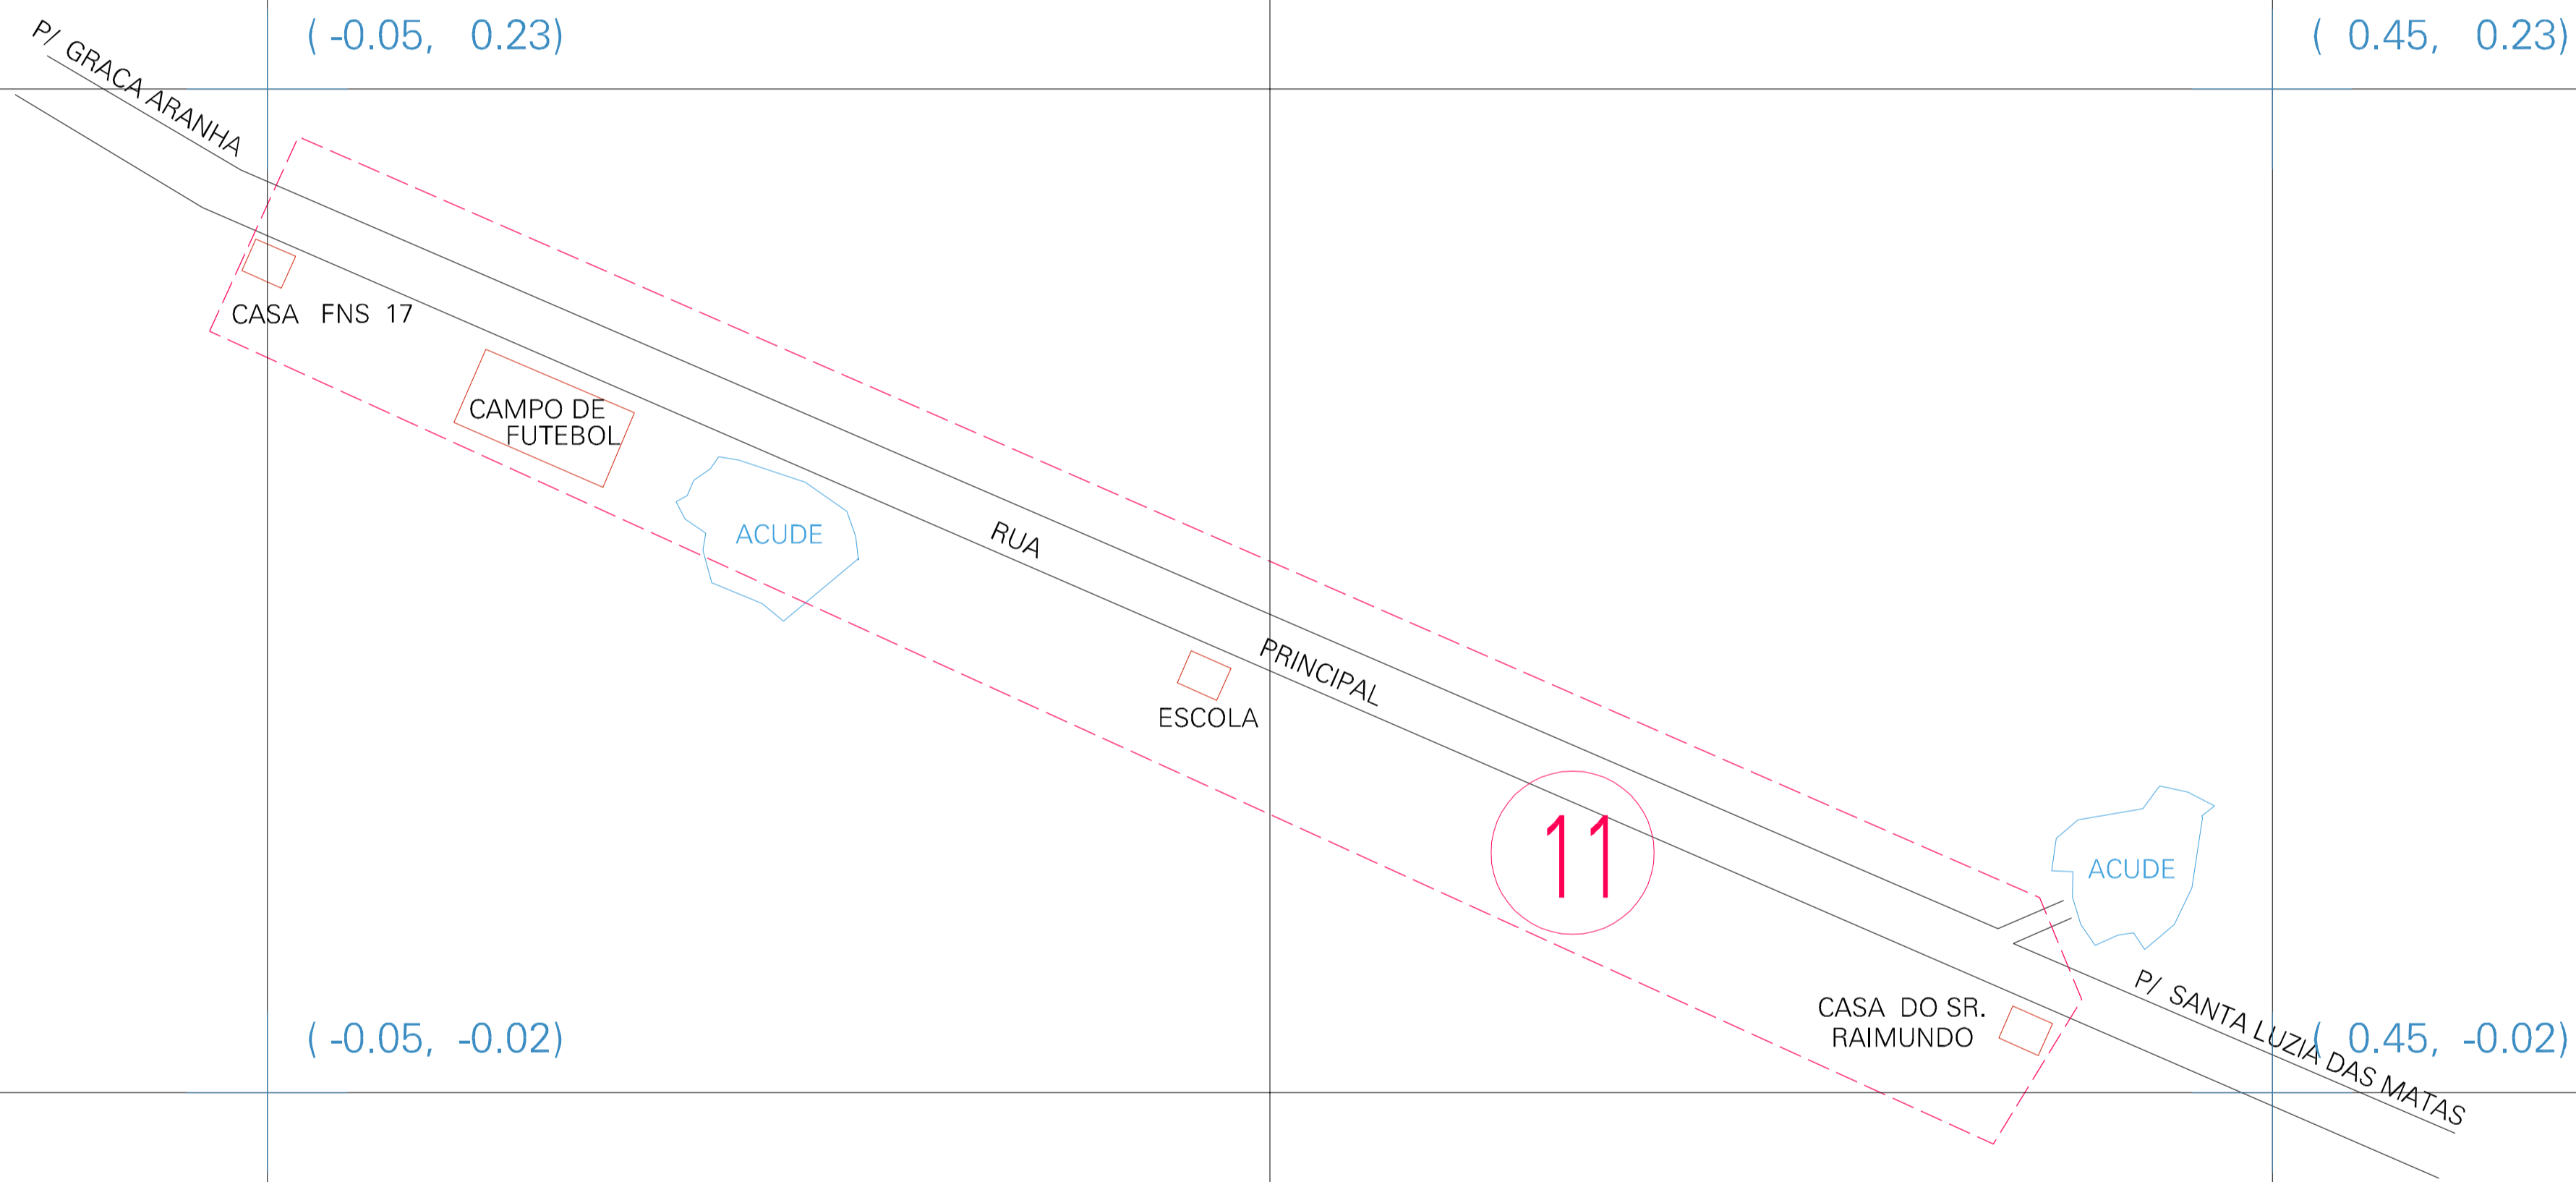 ( -0.05, 0.23)
( 0.45, 0.23)
P/ GRACA ARANHA
CASA FNS 17
CAMPO DE
FUTEBOL
ACUDE
RUA
PRINCIPAL
ESCOLA
11
ACUDE
CASA DO SR.
RAIMUNDO
P/ SANTA LUZIA DAS MATAS
( -0.05, -0.02)
( 0.45, -0.02)